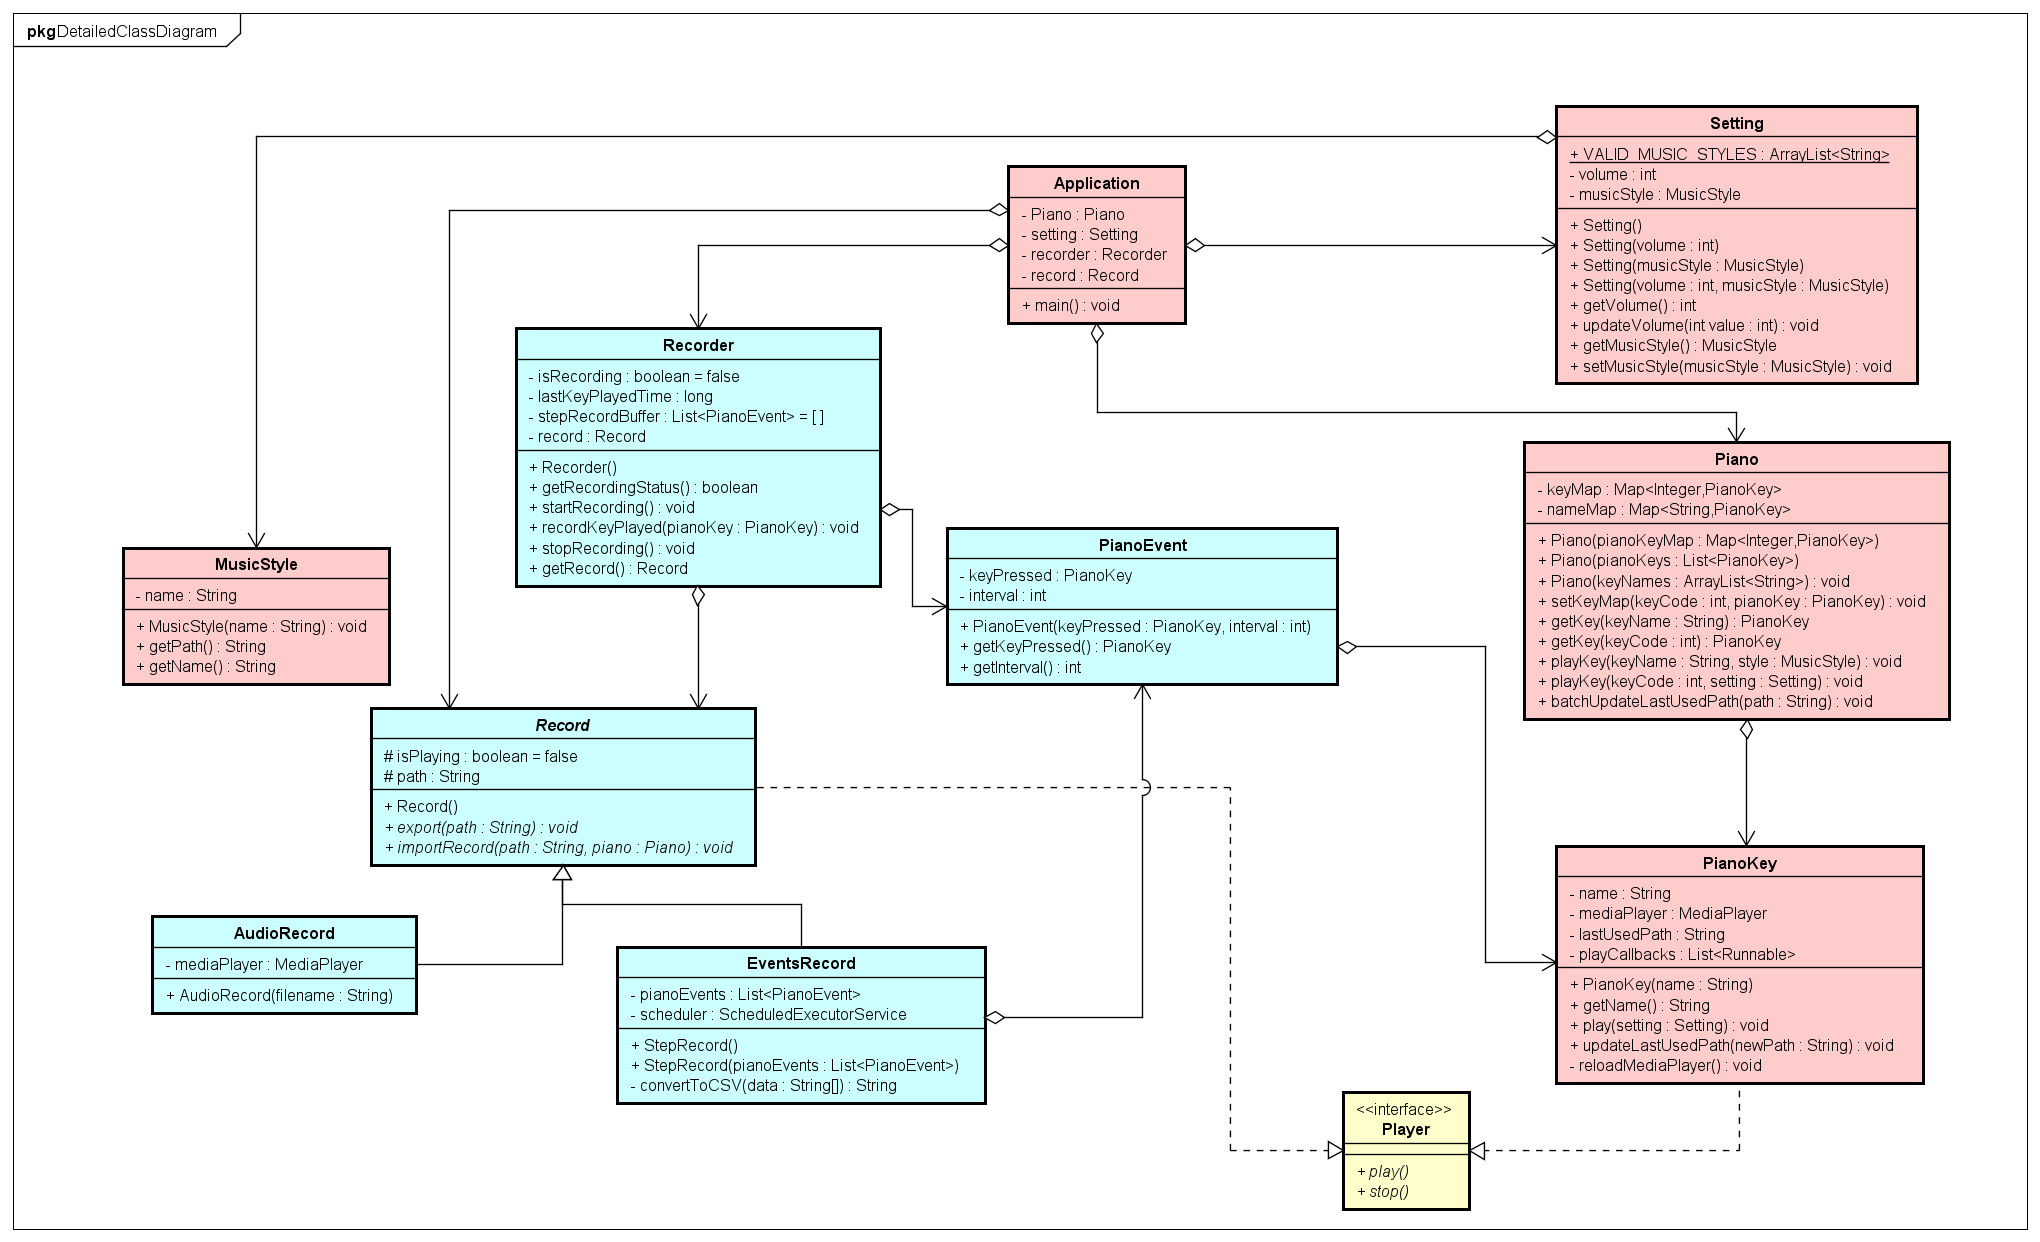 pkg DetailedClassDiagram
Setting
+ VALID_MUSIC_STYLES : ArrayList<String>
- volume : int
- musicStyle : MusicStyle
+ Setting()
+ Setting(volume : int)
+ Setting(musicStyle : MusicStyle)
+ Setting(volume : int, musicStyle : MusicStyle)
+ getVolume() : int
+ updateVolume(int value : int) : void
+ getMusicStyle() : MusicStyle
+ setMusicStyle(musicStyle : MusicStyle) : void
Application
- Piano : Piano
- setting : Setting
- recorder : Recorder
- record : Record
+ main() : void
Recorder
- isRecording : boolean = false
- lastKeyPlayedTime : long
- stepRecordBuffer : List<PianoEvent> = [ ]
- record : Record
+ Recorder()
+ getRecordingStatus() : boolean
+ startRecording() : void
+ recordKeyPlayed(pianoKey : PianoKey) : void
+ stopRecording() : void
+ getRecord() : Record
Piano
- keyMap : Map<Integer,PianoKey>
- nameMap : Map<String,PianoKey>
+ Piano(pianoKeyMap : Map<Integer,PianoKey>)
+ Piano(pianoKeys : List<PianoKey>)
+ Piano(keyNames : ArrayList<String>) : void
+ setKeyMap(keyCode : int, pianoKey : PianoKey) : void
+ getKey(keyName : String) : PianoKey
+ getKey(keyCode : int) : PianoKey
+ playKey(keyName : String, style : MusicStyle) : void
+ playKey(keyCode : int, setting : Setting) : void
+ batchUpdateLastUsedPath(path : String) : void
MusicStyle
- name : String
+ MusicStyle(name : String) : void
+ getPath() : String
+ getName() : String
PianoEvent
- keyPressed : PianoKey
- interval : int
+ PianoEvent(keyPressed : PianoKey, interval : int)
+ getKeyPressed() : PianoKey
+ getInterval() : int
Record
# isPlaying : boolean = false
# path : String
+ Record()
+ export(path : String) : void
+ importRecord(path : String, piano : Piano) : void
PianoKey
- name : String
- mediaPlayer : MediaPlayer
- lastUsedPath : String
- playCallbacks : List<Runnable>
+ PianoKey(name : String)
+ getName() : String
+ play(setting : Setting) : void
+ updateLastUsedPath(newPath : String) : void
- reloadMediaPlayer() : void
AudioRecord
- mediaPlayer : MediaPlayer
+ AudioRecord(filename : String)
EventsRecord
- pianoEvents : List<PianoEvent>
- scheduler : ScheduledExecutorService
+ StepRecord()
+ StepRecord(pianoEvents : List<PianoEvent>)
- convertToCSV(data : String[]) : String
<<interface>>
Player
+ play()
+ stop()